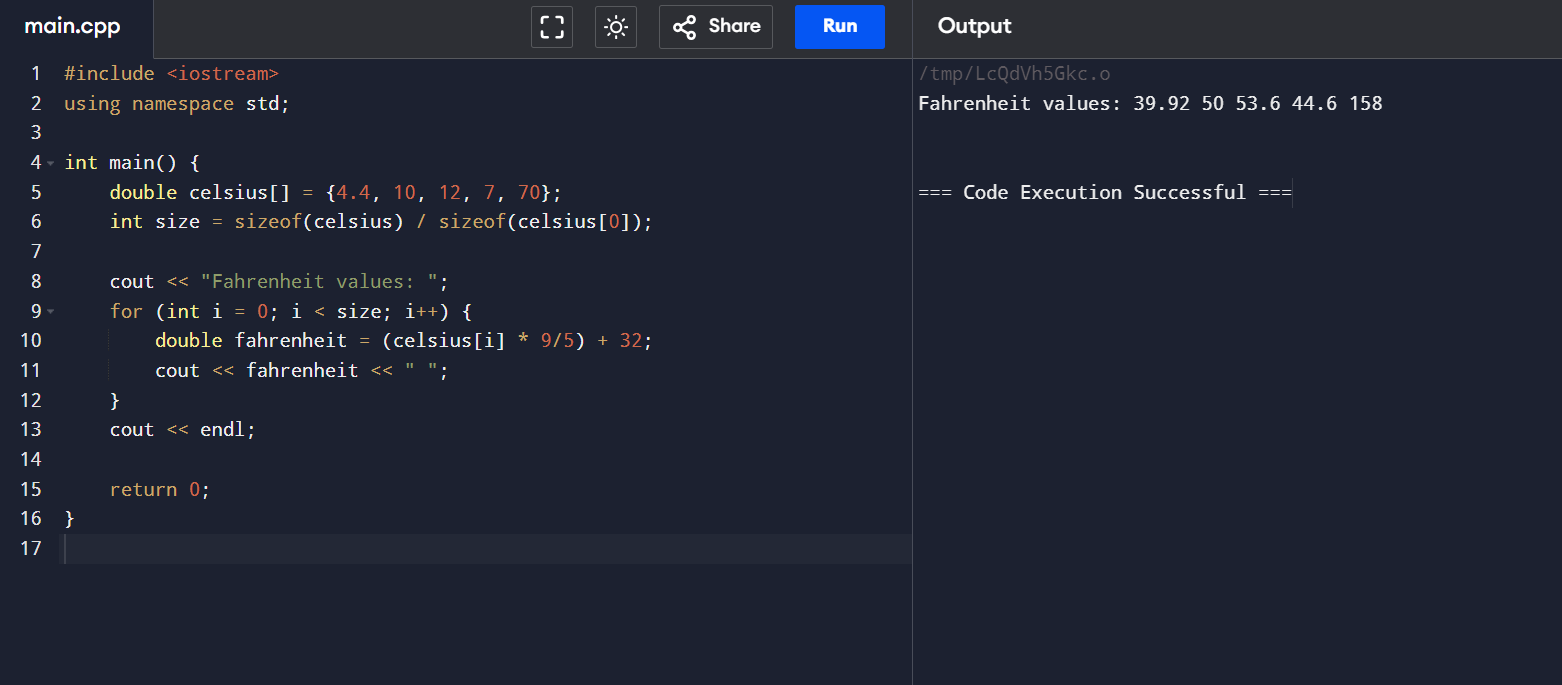 main.cpp
Share
Run
Output
1 #include <iostream>
2 using namespace std;
3
4 int main() {
5     double celsius[] = {4.4, 10, 12, 7, 70};
6     int size = sizeof(celsius) / sizeof(celsius[0]);
7
8     cout << "Fahrenheit values: ";
9     for (int i = 0; i < size; i++) {
10         double fahrenheit = (celsius[i] * 9/5) + 32;
11         cout << fahrenheit << " ";
12     }
13     cout << endl;
14
15     return 0;
16 }
17
/tmp/LcQdVh5Gkc.o
Fahrenheit values: 39.92 50 53.6 44.6 158
=== Code Execution Successful ===